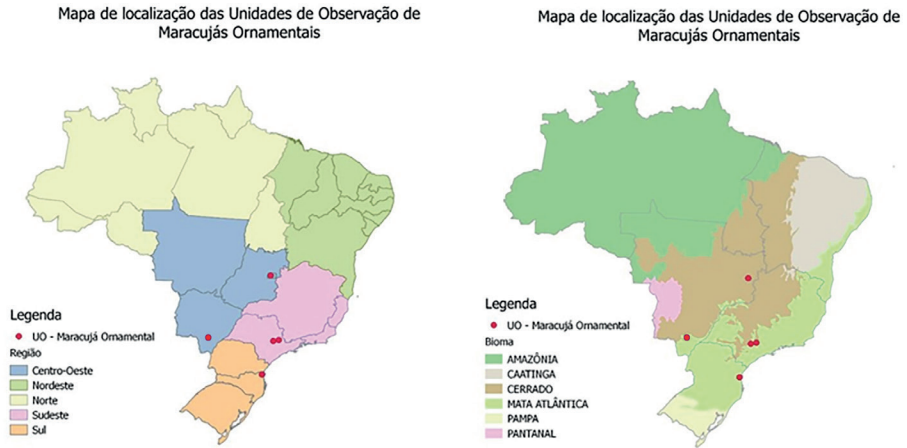 Mapa de localização das Unidades de Observação de
Maracujás Ornamentais
Legenda
UO - Maracujá Ornamental
Região
Centro-Oeste
Nordeste
Norte
Sudeste
Sul
Mapa de localização das Unidades de Observação de
Maracujás Ornamentais
Legenda
UO - Maracujá Ornamental
Bioma
AMAZÔNIA
CAATINGA
CERRADO
MATA ATLÂNTICA
PAMPA
PANTANAL